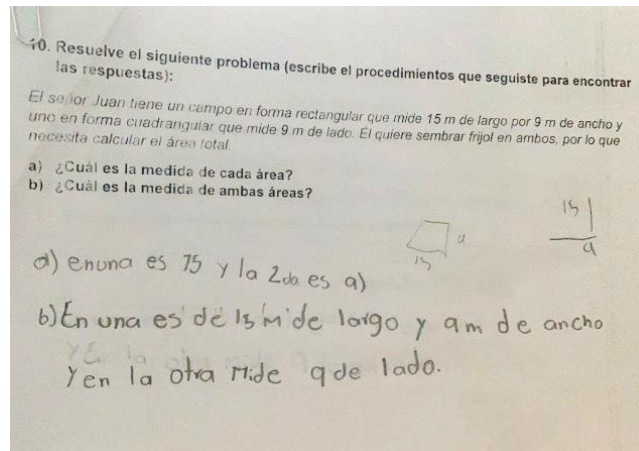 10. Resuelve el siguiente problema (escribe el procedimientos que seguiste para encontrar
las respuestas):
El señor Juan tiene un campo en forma rectangular que mide 15 m de largo por 9 m de ancho y
uno en forma cuadrangular que mide 9 m de lado. Él quiere sembrar frijol en ambos, por lo que
necesita calcular el área total.
a) ¿Cuál es la medida de cada área?
b) ¿Cuál es la medida de ambas áreas?
15
9
15
9
a) en una es 15 y la 2da es 9)
b) En una es de 15 m de largo y 9m de ancho
y en la otra mide 9 de lado.